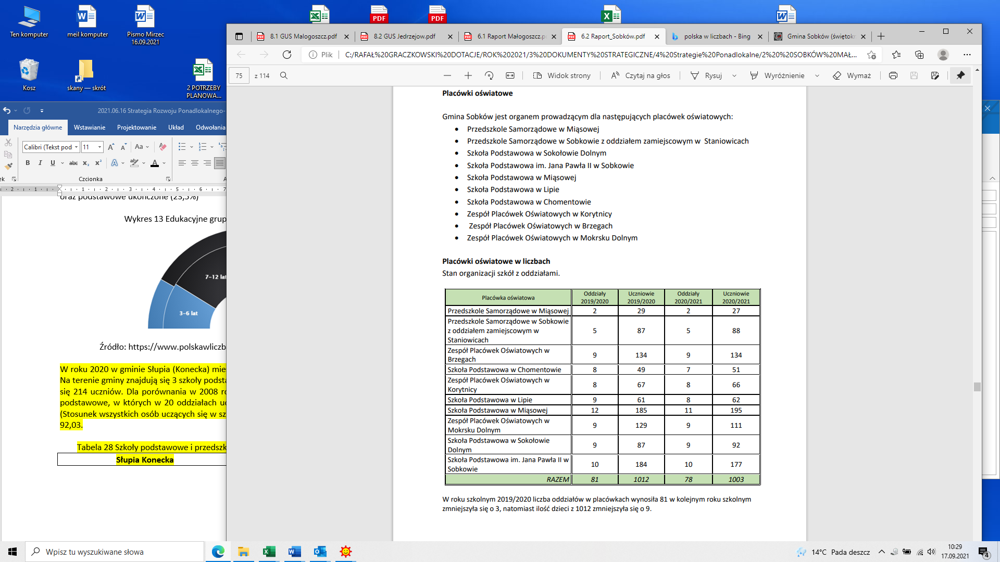 Ten komputer
meil komputer
Pismo Mirzec
16.09.2021
Kosz
skany — skrót
2 POTRZEBY
PLANOWA...
2021.06.16 Strategia Rozwoju Ponadlokalnego-
Narzędzia główne Wstawianie Projektowanie Układ Odwołania
Calibri (Tekst pod 11
Czcionka
oraz podstawowe ukończone (23,5%)
Wykres 13 Edukacyjne grup
7-12 lat
3-6 lat
Źródło: https://www.polskawliczb
W roku 2020 w gminie Słupia (Konecka) mies
Na terenie gminy znajdują się 3 szkoły podsta
się 214 uczniów. Dla porównania w 2008 ro
podstawowe, w których w 20 oddziałach uc
(Stosunek wszystkich osób uczących się w sz
92,03.
Tabela 28 Szkoły podstawowe i przedszk
Słupia Konecka
8.1 GUS Malogoszcz.pdf
8.2 GUS Jedrzejow.pdf
6.1 Raport Małogoszcz.p
6.2 Raport_Sobków.pdf
polska w liczbach - Bing
Gmina Sobków (świętokr
Plik C:/RAFAŁ%20GRACZKOWSKI%20DOTACJE/ROK%202021/3%20DOKUMENTY%20STRATEGICZNE/4%20Strategie%20Ponadlokalne/2%20%20SOBKÓW%20MAŁ...
75 z 114 Widok strony Czytaj na głos Rysuj Wyróżnienie Wymaż
Placówki oświatowe
Gmina Sobków jest organem prowadzącym dla następujących placówek oświatowych:
• Przedszkole Samorządowe w Miąsowej
• Przedszkole Samorządowe w Sobkowie z oddziałem zamiejscowym w Staniowicach
• Szkoła Podstawowa w Sokołowie Dolnym
• Szkoła Podstawowa im. Jana Pawła II w Sobkowie
• Szkoła Podstawowa w Miąsowej
• Szkoła Podstawowa w Lipie
• Szkoła Podstawowa w Chomentowie
• Zespół Placówek Oświatowych w Korytnicy
• Zespół Placówek Oświatowych w Brzegach
• Zespół Placówek Oświatowych w Mokrsku Dolnym
Placówki oświatowe w liczbach
Stan organizacji szkół z oddziałami.
Placówka oświatowa Oddziały 2019/2020 Uczniowie 2019/2020 Oddziały 2020/2021 Uczniowie 2020/2021
Przedszkole Samorządowe w Miąsowej 2 29 2 27
Przedszkole Samorządowe w Sobkowie
z oddziałem zamiejscowym w 5 87 5 88
Staniowicach
Zespół Placówek Oświatowych w
Brzegach 9 134 9 134
Szkoła Podstawowa w Chomentowie 8 49 7 51
Zespół Placówek Oświatowych w
Korytnicy 8 67 8 66
Szkoła Podstawowa w Lipie 9 61 8 62
Szkoła Podstawowa w Miąsowej 12 185 11 195
Zespół Placówek Oświatowych w
Mokrsku Dolnym 9 129 9 111
Szkoła Podstawowa w Sokołowie
Dolnym 9 87 9 92
Szkoła Podstawowa im. Jana Pawła II w
Sobkowie 10 184 10 177
RAZEM 81 1012 78 1003
W roku szkolnym 2019/2020 liczba oddziałów w placówkach wynosiła 81 w kolejnym roku szkolnym
zmniejszyła się o 3, natomiast ilość dzieci z 1012 zmniejszyła się o 9.
Wpisz tu wyszukiwane słowa
14°C Pada deszcz
10:29
17.09.2021
4